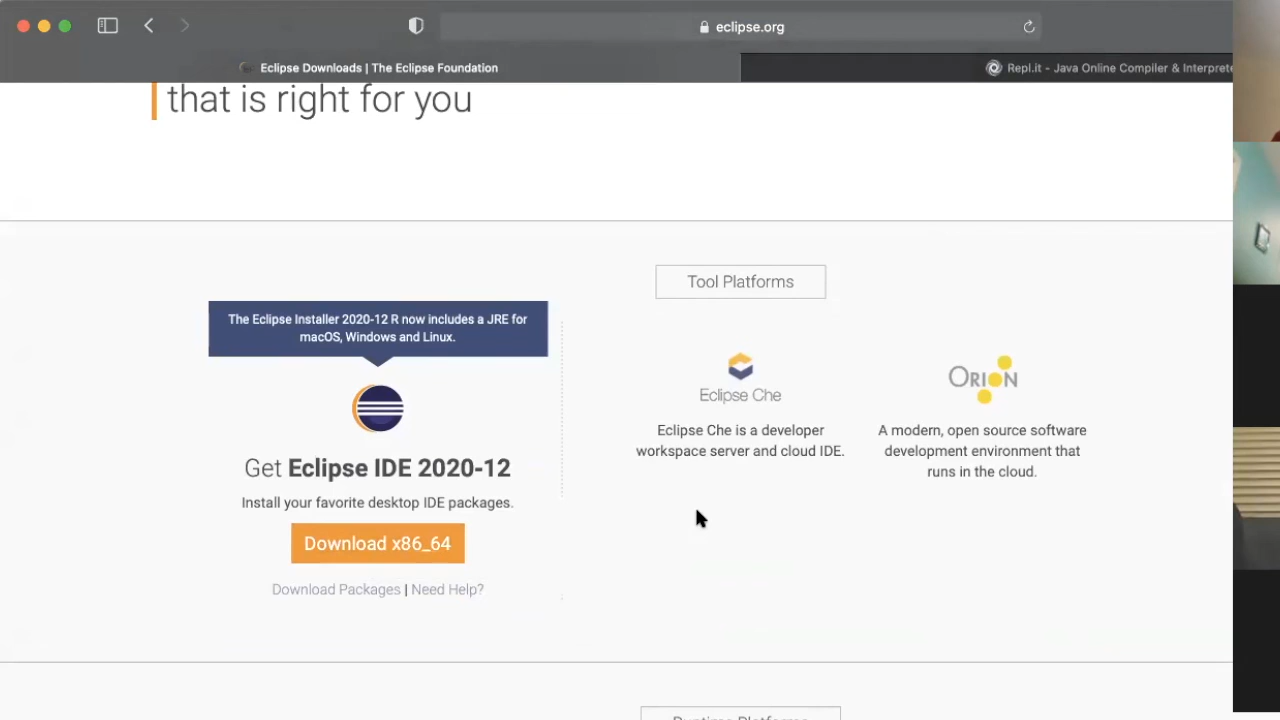 eclipse.org
Eclipse Downloads | The Eclipse Foundation
Repl.it - Java Online Compiler & Interprete
that is right for you
Tool Platforms
The Eclipse Installer 2020-12 R now includes a JRE for
macOS, Windows and Linux.
Eclipse Che
ORION
Eclipse Che is a developer
workspace server and cloud IDE.
A modern, open source software
development environment that
runs in the cloud.
Get Eclipse IDE 2020-12
Install your favorite desktop IDE packages.
Download x86_64
Download Packages | Need Help?
Runtime Platforms